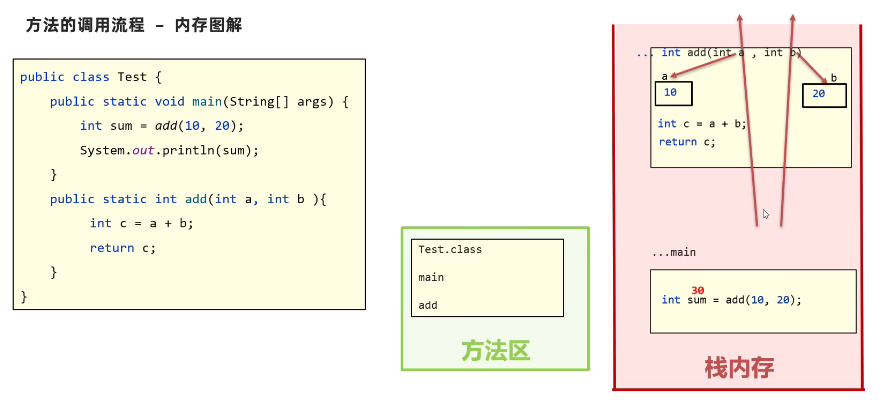 方法的调用流程 – 内存图解
public class Test {
public static void main(String[] args) {
int sum = add(10, 20);
System.out.println(sum);
}
public static int add(int a, int b ){
int c = a + b;
return c;
}
}
Test.class
main
add
方法区
... int add(int a , int b)
a
b
10
20
int c = a + b;
return c;
...main
30
int sum = add(10, 20);
栈内存